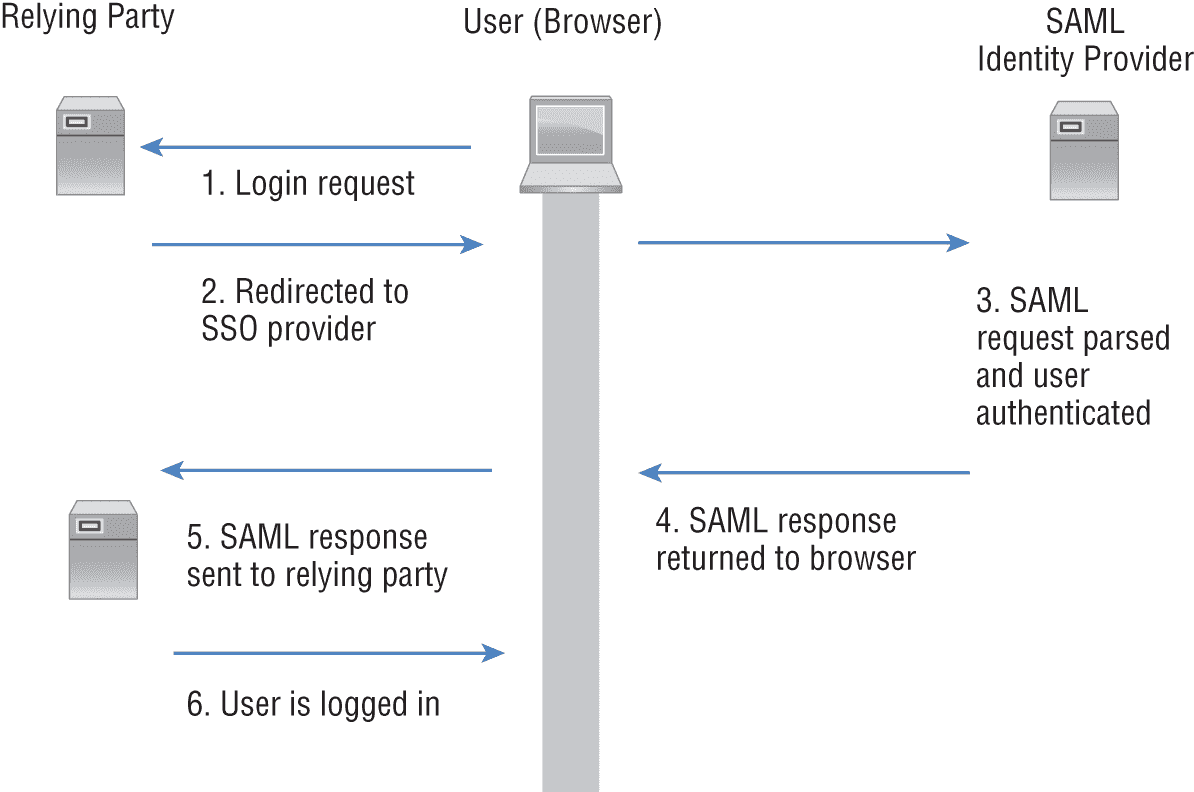 Relying Party
User (Browser)
SAML
Identity Provider
1. Login request
2. Redirected to
SSO provider
3. SAML
request parsed
and user
authenticated
4. SAML response
returned to browser
5. SAML response
sent to relying party
6. User is logged in